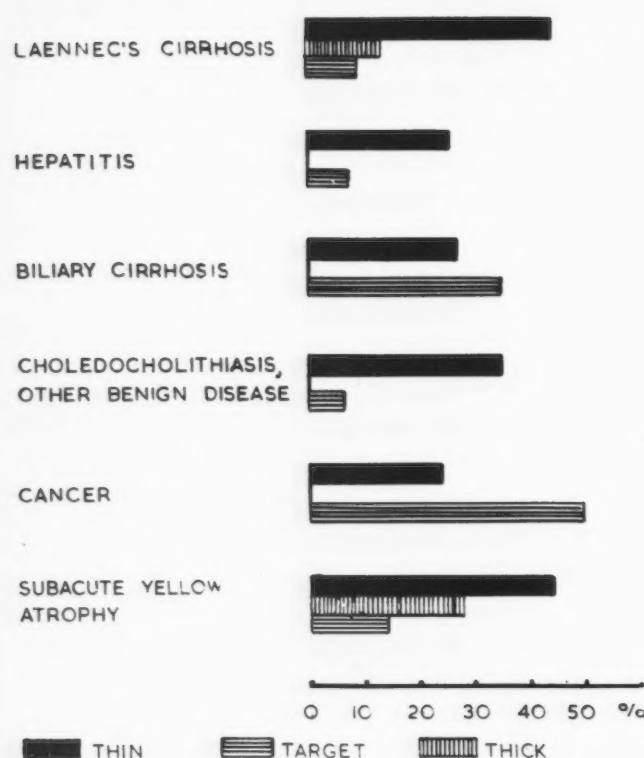 LAENNEC'S CIRRHOSIS
HEPATITIS
BILIARY CIRRHOSIS
CHOLEDOCHOLITHIASIS,
OTHER BENIGN DISEASE
CANCER
SUBACUTE YELLOW
ATROPHY
0 10 20 30 40 50 %
THIN TARGET THICK